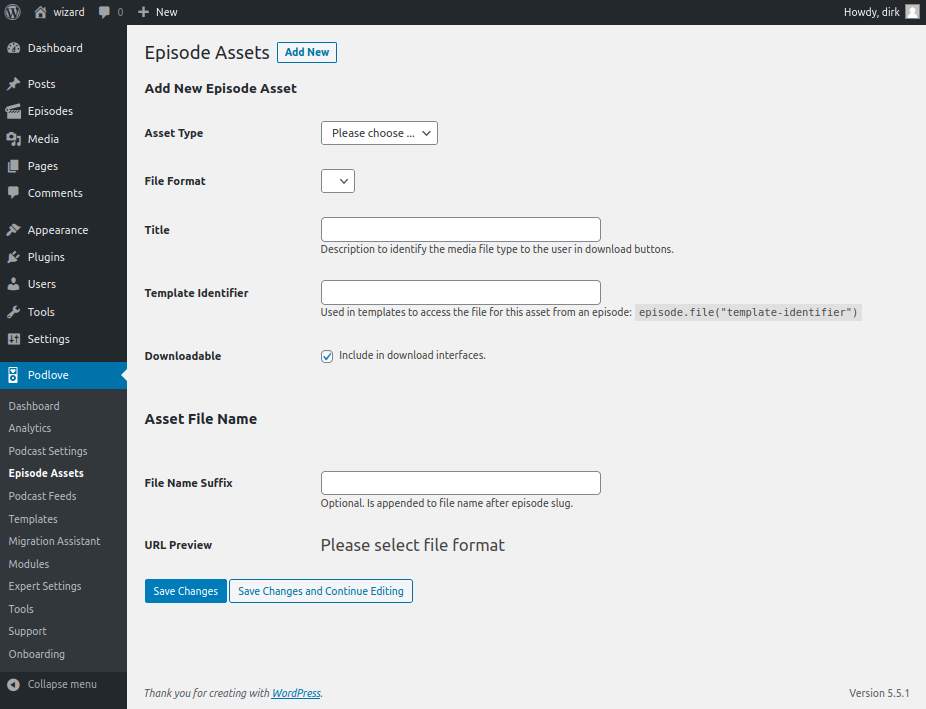 wizard 0 New Howdy, dirk
Dashboard
Posts
Episodes
Media
Pages
Comments
Appearance
Plugins
Users
Tools
Settings
Podlove
Dashboard
Analytics
Podcast Settings
Episode Assets
Podcast Feeds
Templates
Migration Assistant
Modules
Expert Settings
Tools
Support
Onboarding
Collapse menu
Episode Assets Add New
Add New Episode Asset
Asset Type Please choose ...
File Format
Title
Description to identify the media file type to the user in download buttons.
Template Identifier
Used in templates to access the file for this asset from an episode: episode.file("template-identifier")
Downloadable Include in download interfaces.
Asset File Name
File Name Suffix
Optional. Is appended to file name after episode slug.
URL Preview Please select file format
Save Changes Save Changes and Continue Editing
Thank you for creating with WordPress. Version 5.5.1